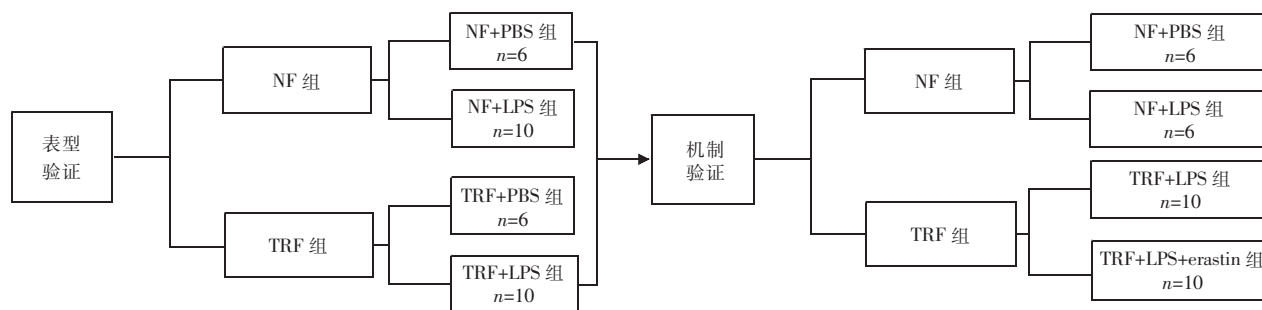 表型
验证
NF 组
TRF 组
NF+PBS 组
n=6
NF+LPS 组
n=10
TRF+PBS 组
n=6
TRF+LPS 组
n=10
机制
验证
NF 组
TRF 组
NF+PBS 组
n=6
NF+LPS 组
n=6
TRF+LPS 组
n=10
TRF+LPS+erastin 组
n=10